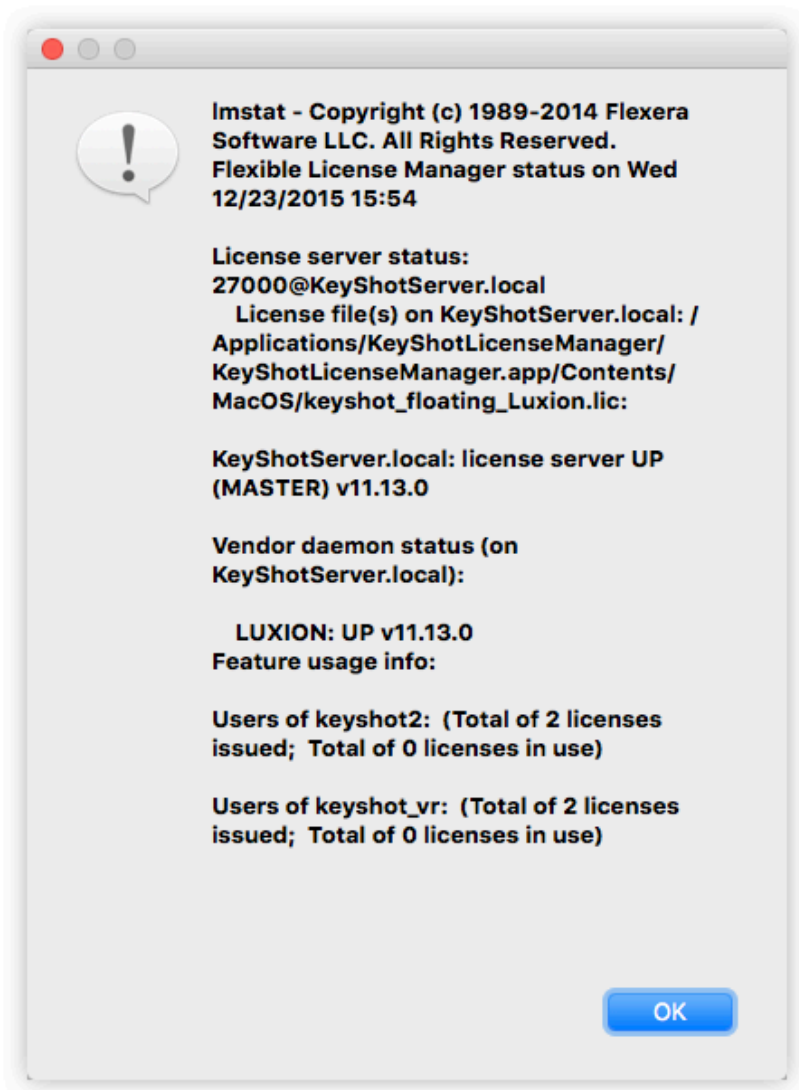 lmstat - Copyright (c) 1989-2014 Flexera
Software LLC. All Rights Reserved.
Flexible License Manager status on Wed
12/23/2015 15:54
License server status:
27000@KeyShotServer.local
License file(s) on KeyShotServer.local: /
Applications/KeyShotLicenseManager/
KeyShotLicenseManager.app/Contents/
MacOS/keyshot_floating_Luxion.lic:
KeyShotServer.local: license server UP
(MASTER) v11.13.0
Vendor daemon status (on
KeyShotServer.local):
LUXION: UP v11.13.0
Feature usage info:
Users of keyshot2:  (Total of 2 licenses
issued;  Total of 0 licenses in use)
Users of keyshot_vr:  (Total of 2 licenses
issued;  Total of 0 licenses in use)
OK